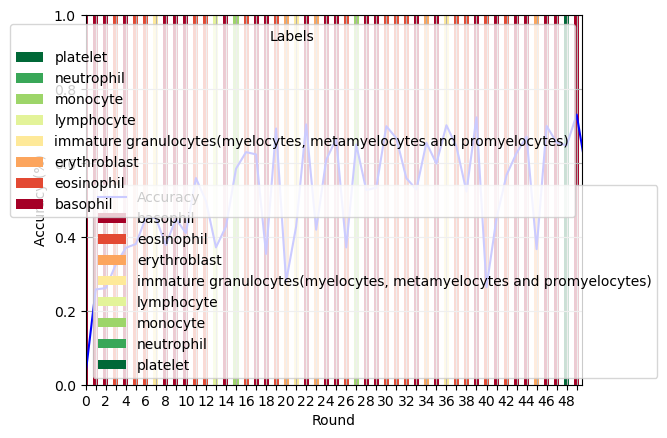 1.0
0.8
0.4
0.2
0.0
Accuracy (%)
Labels
platelet
neutrophil
monocyte
lymphocyte
immature granulocytes(myelocytes, metamyelocytes and promyelocytes)
erythroblast
eosinophil
basophil
Accuracy
basophil
eosinophil
erythroblast
immature granulocytes(myelocytes, metamyelocytes and promyelocytes)
lymphocyte
monocyte
neutrophil
platelet
0 2 4 6 8 10 12 14 16 18 20 22 24 26 28 30 32 34 36 38 40 42 44 46 48
Round